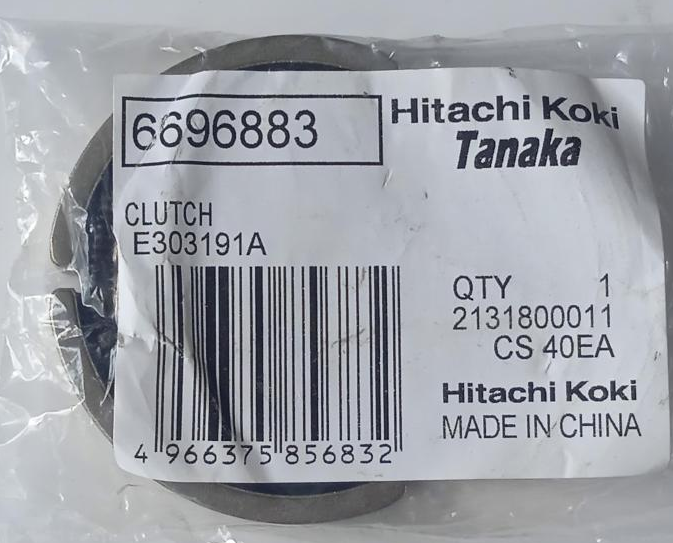 6696883
Hitachi Koki
Tanaka
CLUTCH
E303191A
QTY 1
2131800011
CS 40EA
Hitachi Koki
MADE IN CHINA
4 966375 856832